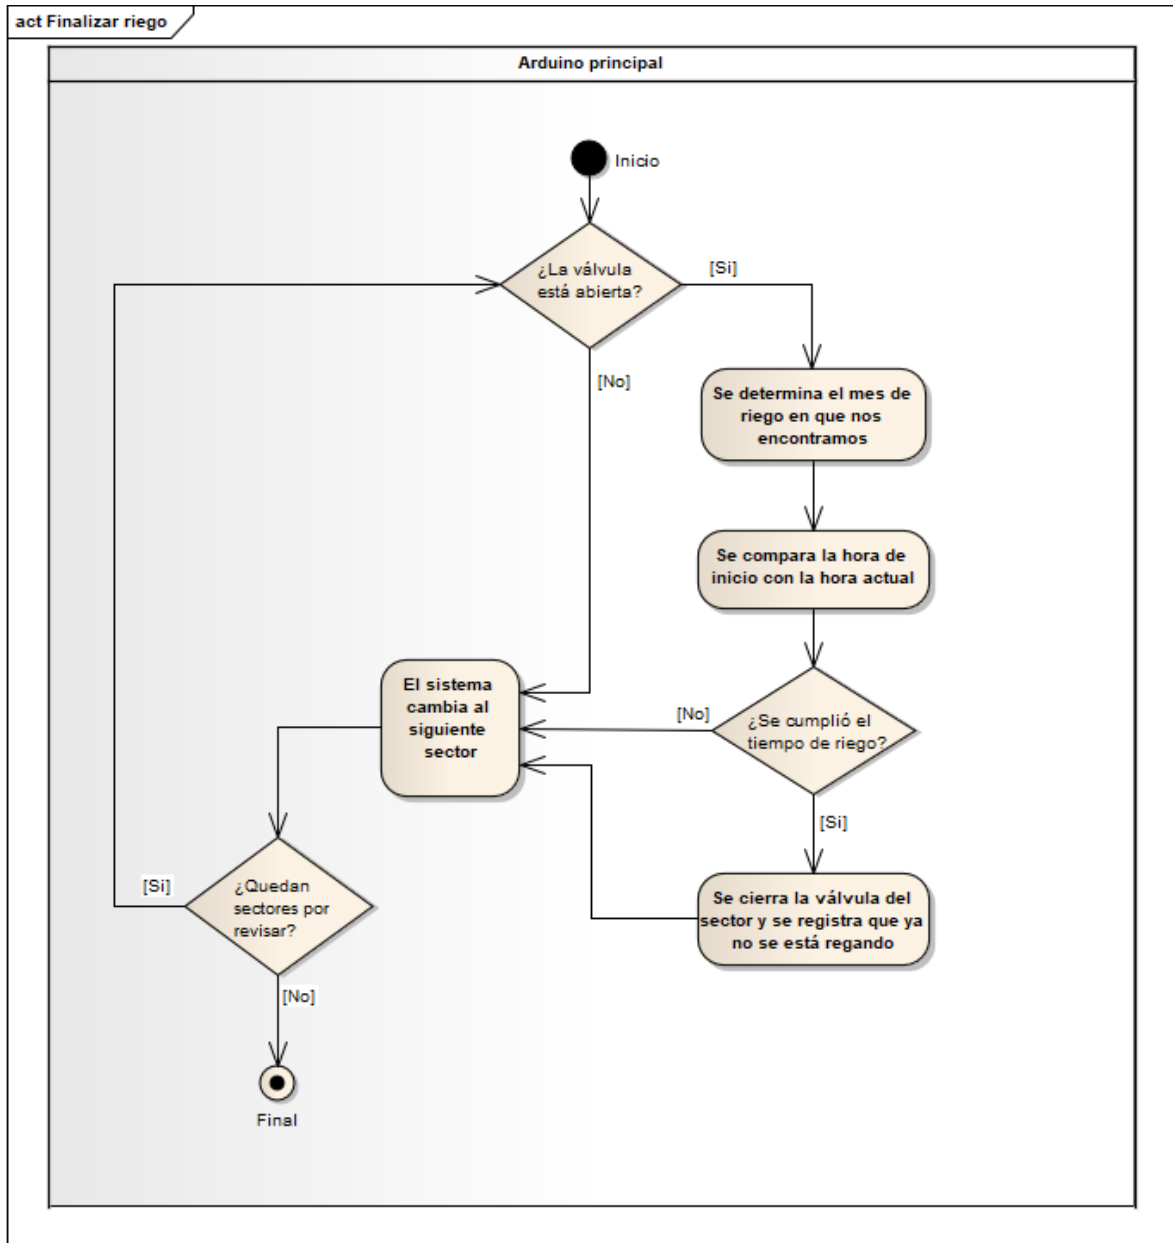 act Finalizar riego
Arduino principal
Inicio
¿La válvula
está abierta?
[Si]
[No]
Se determina el mes de
riego en que nos
encontramos
Se compara la hora de
inicio con la hora actual
¿Se cumplió el
tiempo de riego?
[No]
[Si]
El sistema
cambia al
siguiente
sector
Se cierra la válvula del
sector y se registra que ya
no se está regando
¿Quedan
sectores por
revisar?
[Si]
[No]
Final